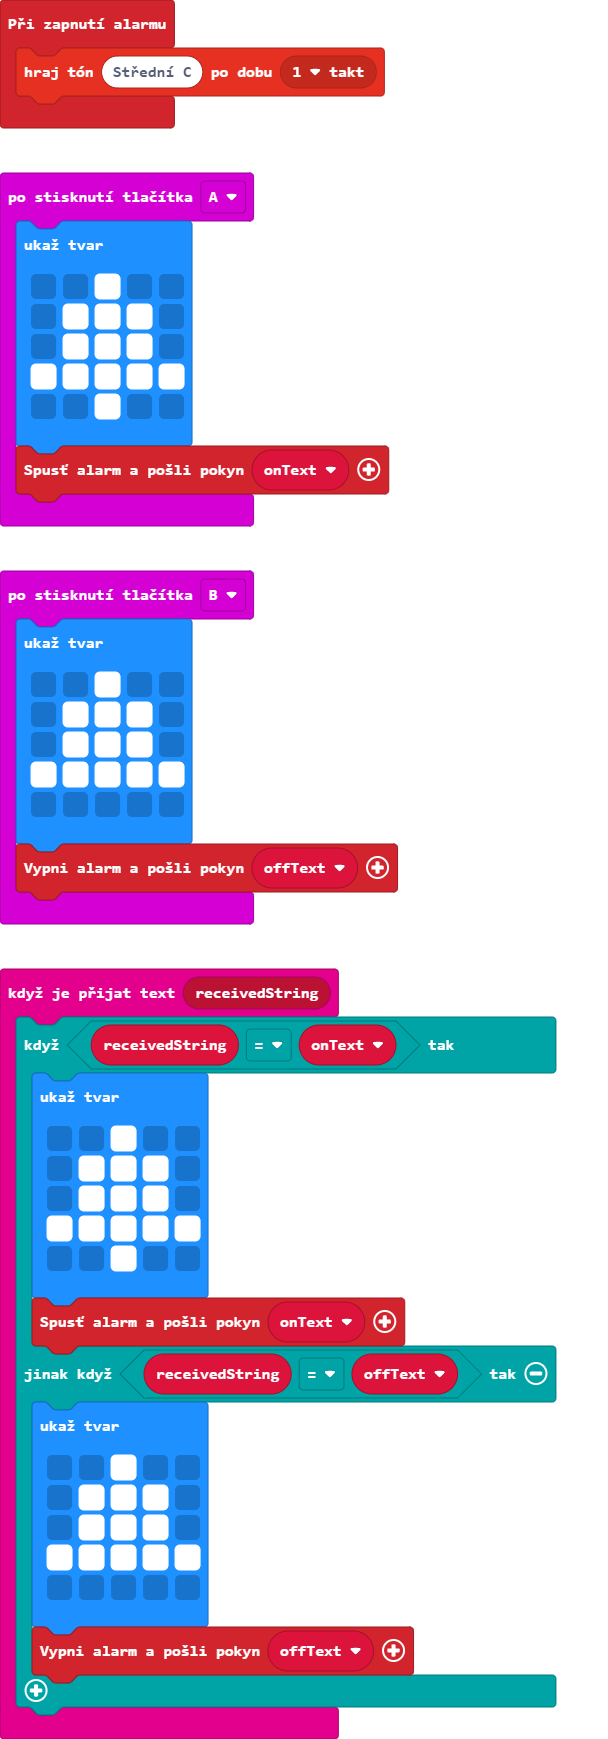 Při zapnutí alarmu
hraj tón Střední C po dobu 1 takt
po stisknutí tlačítka A
ukaž tvar
Spusť alarm a pošli pokyn onText
po stisknutí tlačítka B
ukaž tvar
Vypni alarm a pošli pokyn offText
když je přijat text receivedString
když receivedString = onText tak
ukaž tvar
Spusť alarm a pošli pokyn onText
jinak když receivedString = offText tak
ukaž tvar
Vypni alarm a pošli pokyn offText